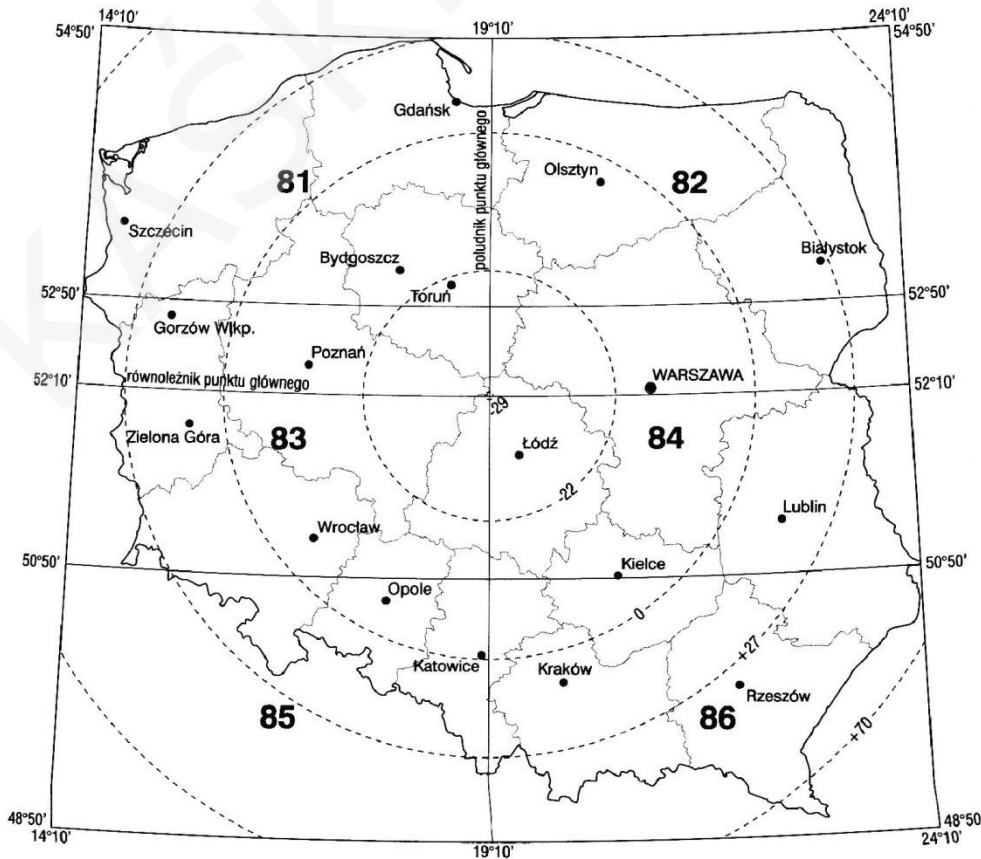 14°10'
19°10'
24°10'
54°50'
54°50'
Gdańsk
południk punktu głównego
Olsztyn
81
82
Szczecin
Bydgoszcz
Białystok
Toruń
52°50'
52°50'
Gorzów Wlkp.
Poznań
WARSZAWA
52°10'
równoleżnik punktu głównego
52°10'
-29
Zielona Góra
83
84
Łódź
-22
Lublin
Wrocław
50°50'
Kielce
50°50'
Opole
0
Katowice
Kraków
+27
Rzeszów
85
86
+70
48°50'
48°50
14°10'
19°10'
24°10'